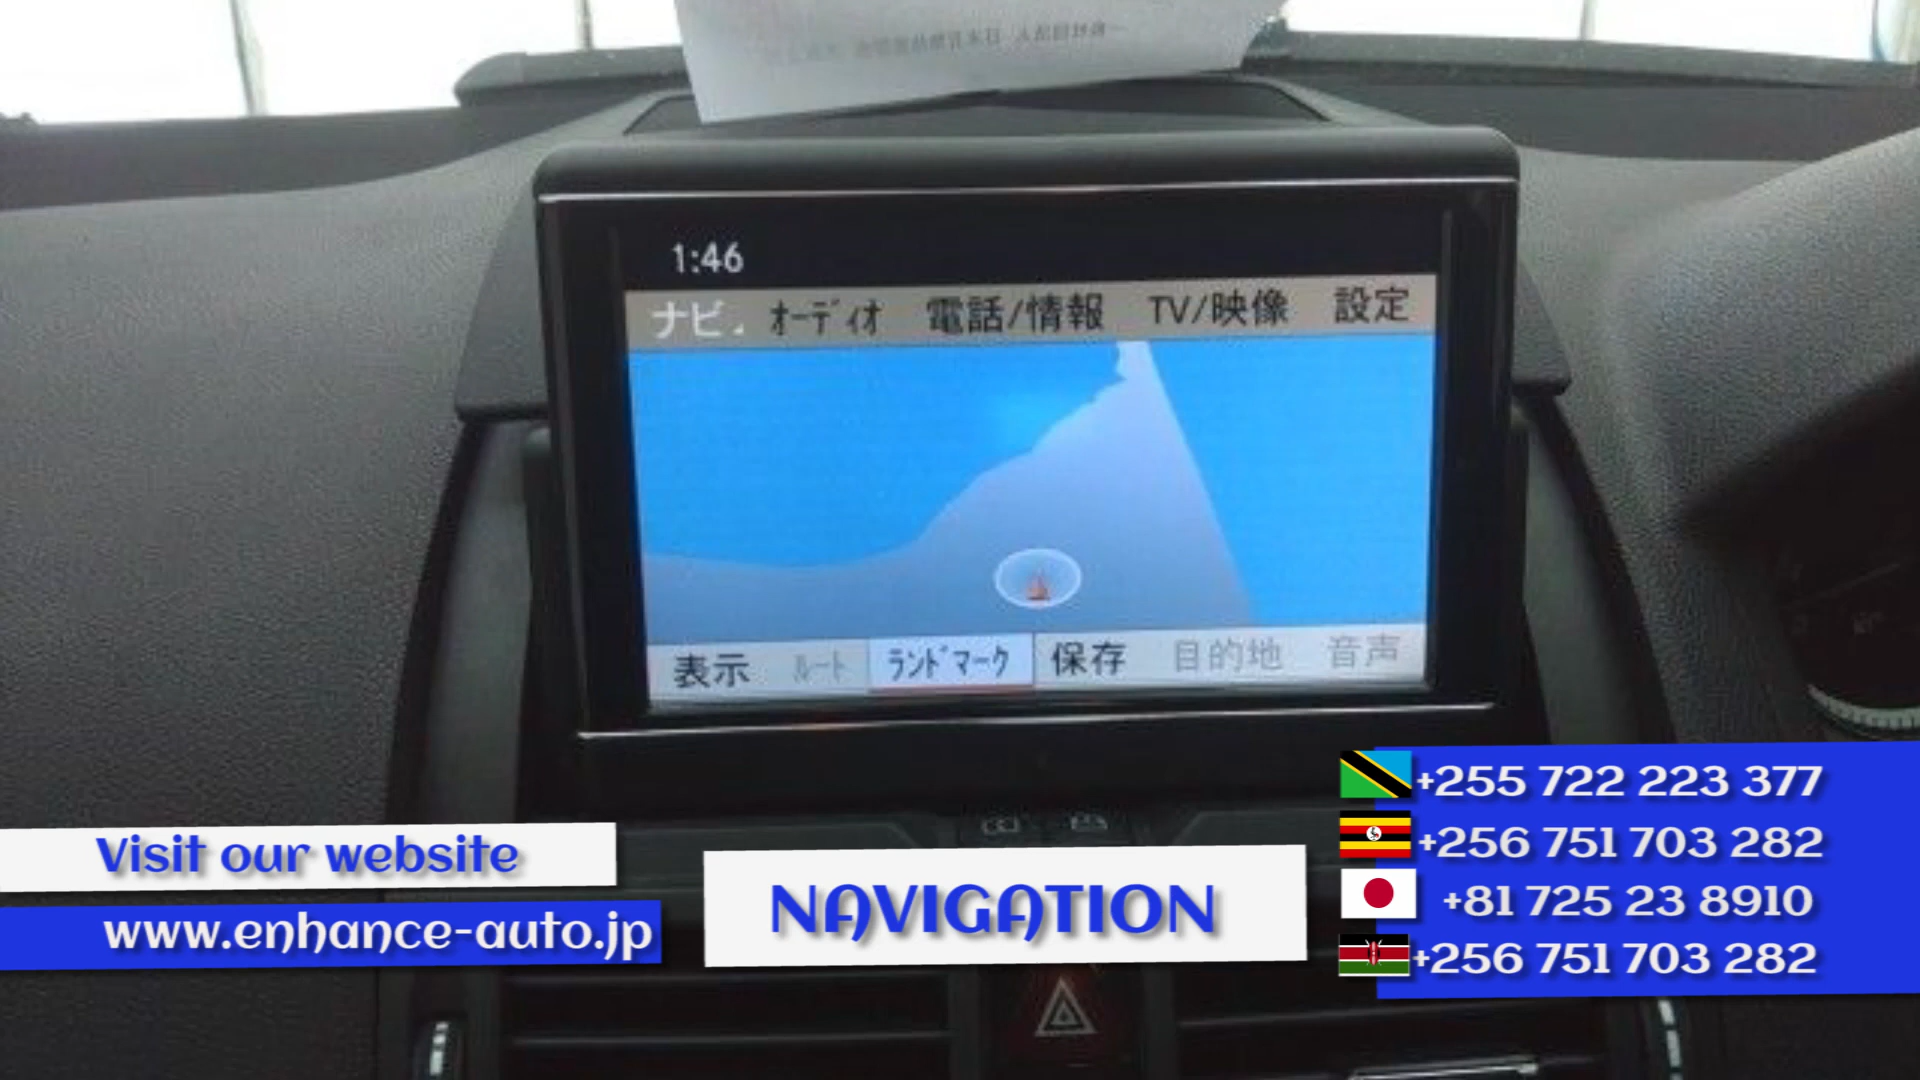 1:46
ナビ オーディオ 電話/情報 TV/映像 設定
表示 ルート ランドマーク 保存 目的地 音声
Visit our website
www.enhance-auto.jp
NAVIGATION
+255 722 223 377
+256 751 703 282
+81 725 23 8910
+256 751 703 282